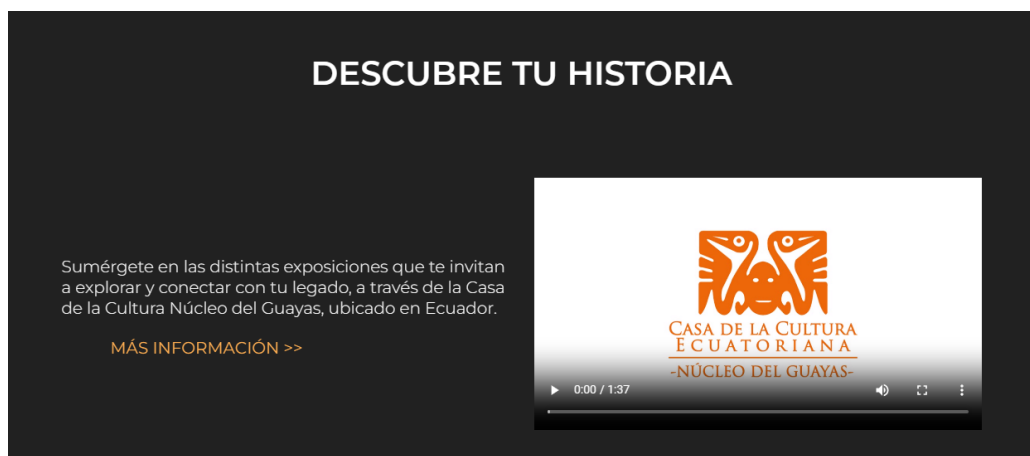 DESCUBRE TU HISTORIA
Sumérgete en las distintas exposiciones que te invitan
a explorar y conectar con tu legado, a través de la Casa
de la Cultura Núcleo del Guayas, ubicado en Ecuador.
MÁS INFORMACIÓN >>
CASA DE LA CULTURA
ECUATORIANA
-NÚCLEO DEL GUAYAS-
0:00 / 1:37